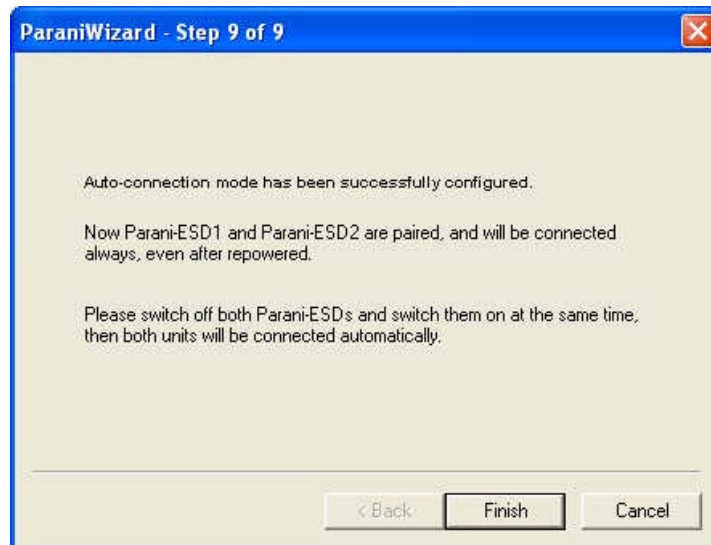 ParaniWizard - Step 9 of 9
Auto-connection mode has been successfully configured.
Now Parani-ESD1 and Parani-ESD2 are paired, and will be connected
always, even after repowered.
Please switch off both Parani-ESDs and switch them on at the same time,
then both units will be connected automatically.
< Back
Finish
Cancel